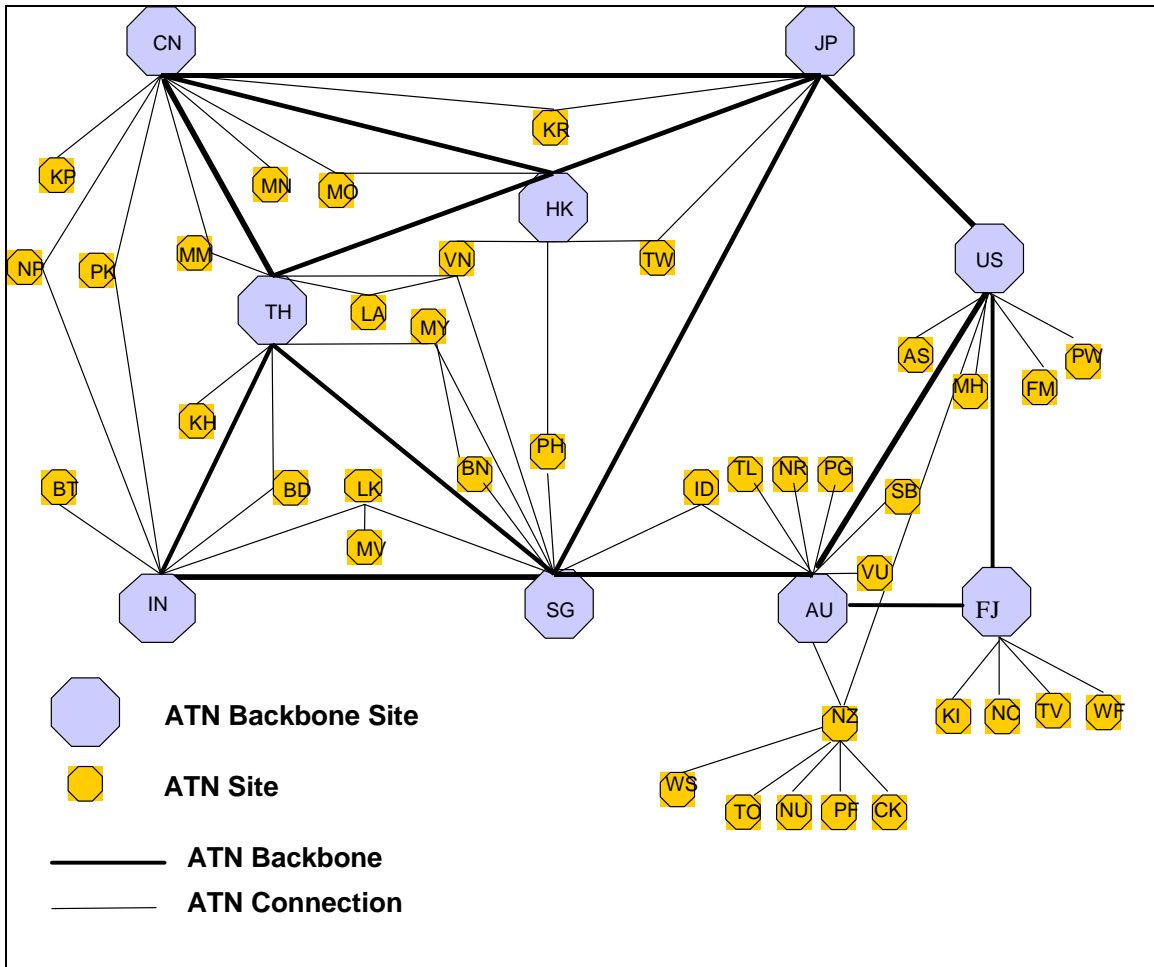 CN
JP
KR
KP
MN
MO
HK
NP
PK
MM
VN
TW
US
TH
LA
MY
AS
MH
FM
PW
KH
BT
BD
LK
BN
PH
ID
TL
NR
PG
SB
MV
VU
IN
SG
AU
FJ
NZ
KI
NC
TV
WF
WS
TO
NU
PF
CK
ATN Backbone Site
ATN Site
ATN Backbone
ATN Connection